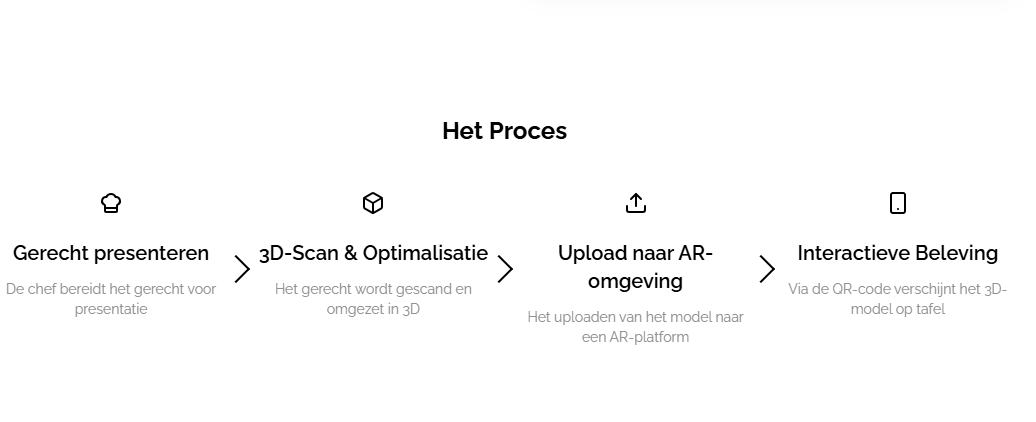 Het Proces
Gerecht presenteren
De chef bereidt het gerecht voor
presentatie
3D-Scan & Optimalisatie
Het gerecht wordt gescand en
omgezet in 3D
Upload naar AR-
omgeving
Het uploaden van het model naar
een AR-platform
Interactieve Beleving
Via de QR-code verschijnt het 3D-
model op tafel